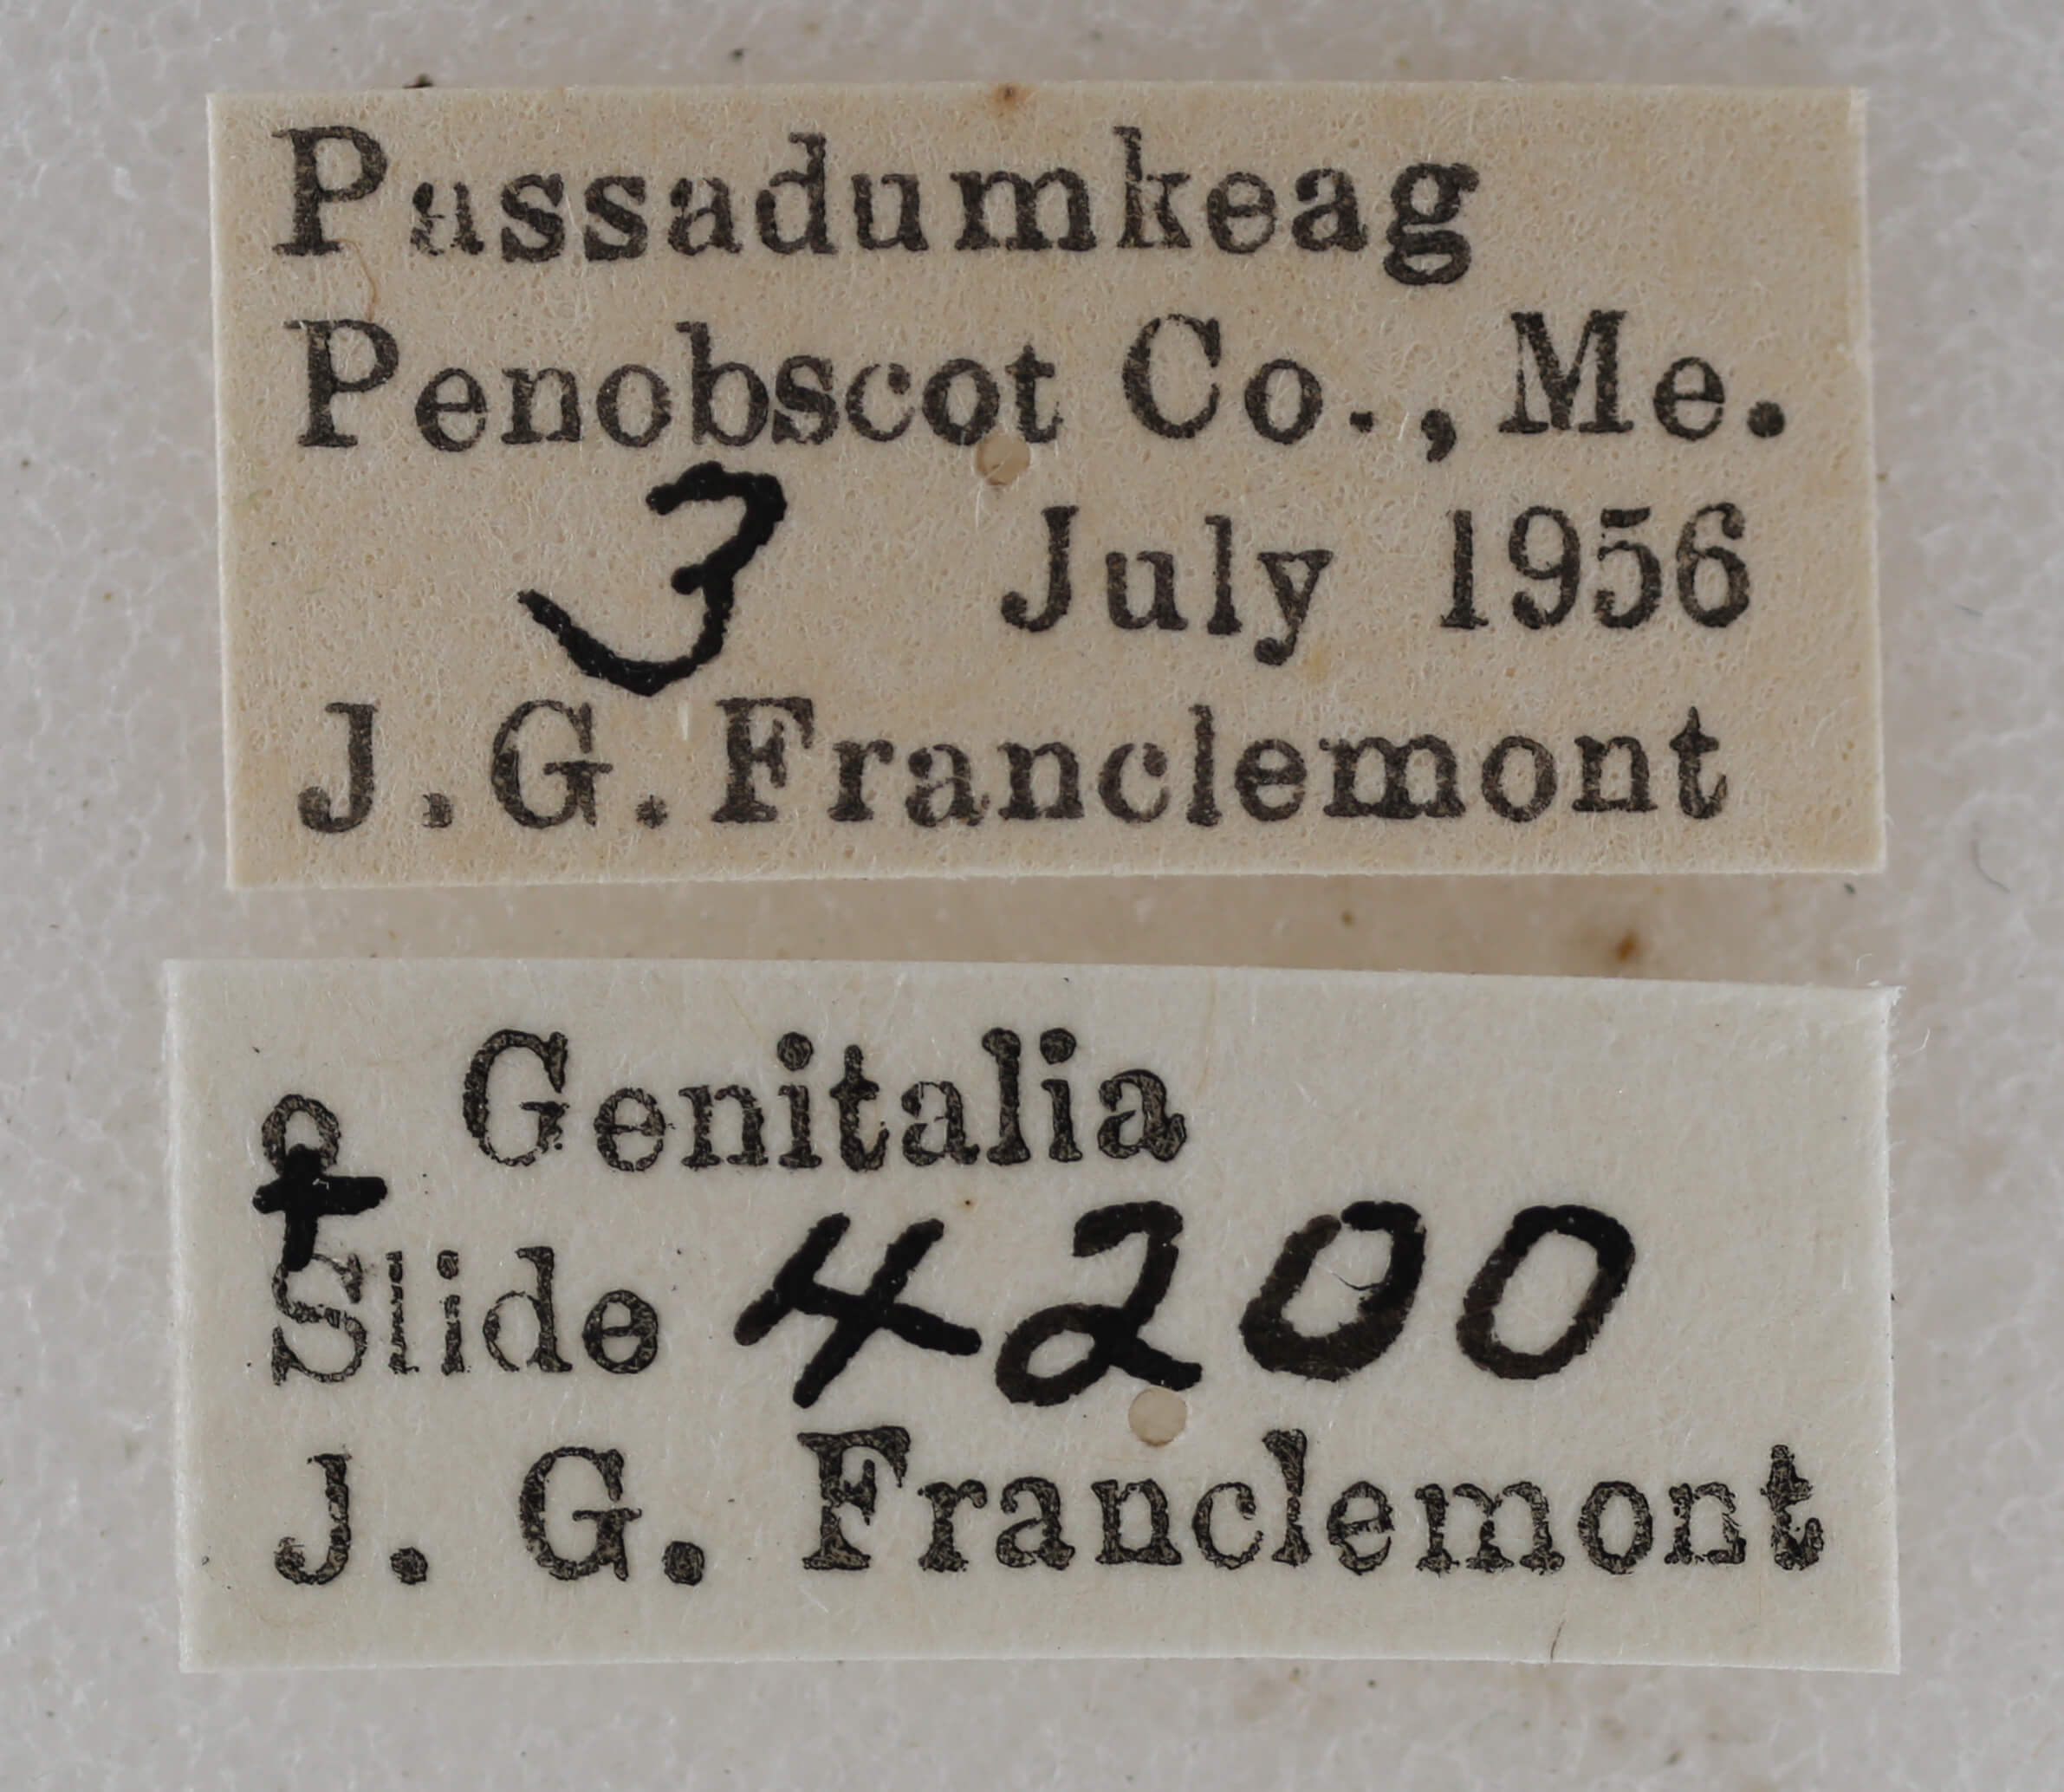 Passadumkeag
Penobscot Co., Me.
3 July 1956
J. G. Franclemont
♀ Genitalia
Slide 4200
J. G. Franclemont